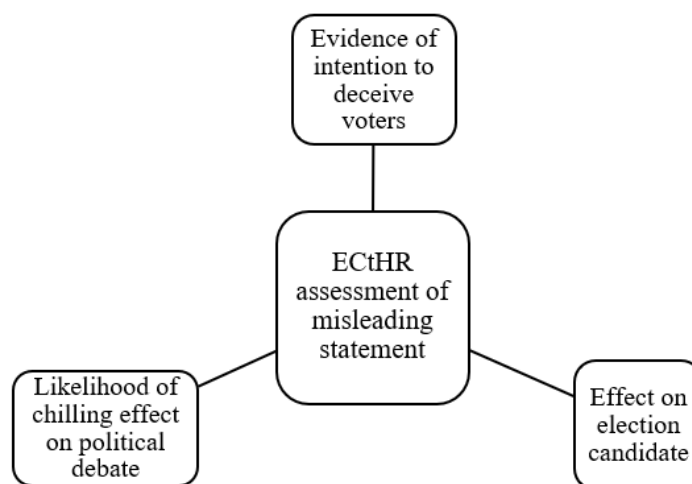 Evidence of
intention to
deceive
voters
ECtHR
assessment of
misleading
statement
Likelihood of
chilling effect
on political
debate
Effect on
election
candidate